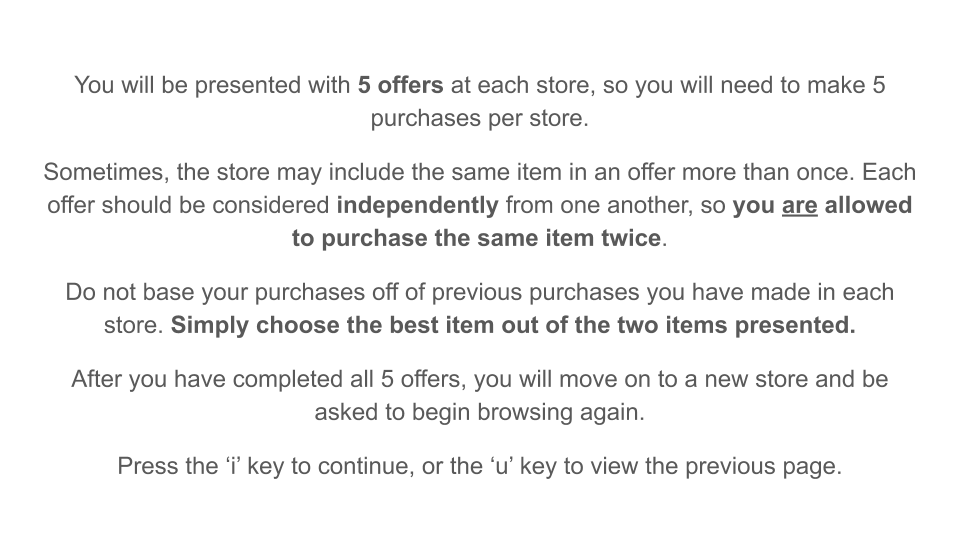 You will be presented with 5 offers at each store, so you will need to make 5
purchases per store.
Sometimes, the store may include the same item in an offer more than once. Each
offer should be considered independently from one another, so you are allowed
to purchase the same item twice.
Do not base your purchases off of previous purchases you have made in each
store. Simply choose the best item out of the two items presented.
After you have completed all 5 offers, you will move on to a new store and be
asked to begin browsing again.
Press the ‘i’ key to continue, or the ‘u’ key to view the previous page.